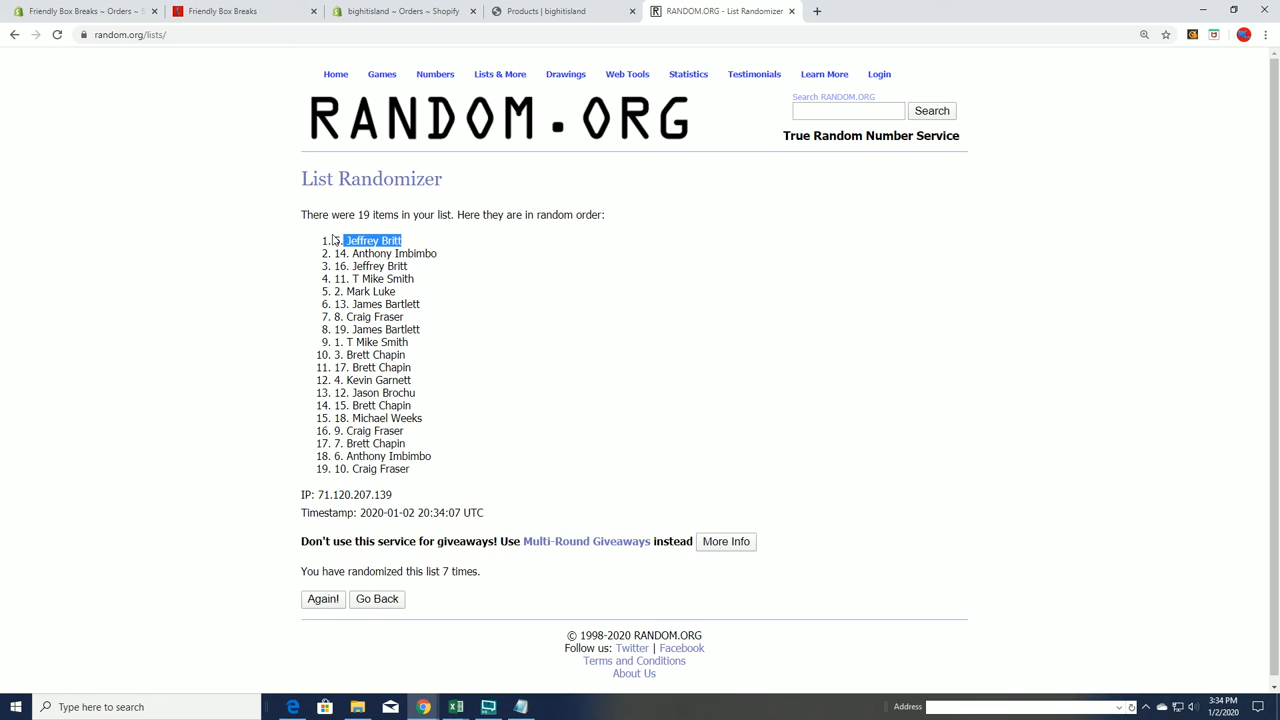 Friendly Box Breaks ~ Orders ~ S
Friendly Box Breaks
bightisland ~ Orders ~ Shopify
Products | bightisland
RANDOM.ORG - List Randomizer
random.org/lists/
Home Games Numbers Lists & More Drawings Web Tools Statistics Testimonials Learn More Login
RANDOM.ORG
Search RANDOM.ORG
Search
True Random Number Service
List Randomizer
There were 19 items in your list. Here they are in random order:
1. 5. Jeffrey Britt
2. 14. Anthony Imbimbo
3. 16. Jeffrey Britt
4. 11. T Mike Smith
5. 2. Mark Luke
6. 13. James Bartlett
7. 8. Craig Fraser
8. 19. James Bartlett
9. 1. T Mike Smith
10. 3. Brett Chapin
11. 17. Brett Chapin
12. 4. Kevin Garnett
13. 12. Jason Brochu
14. 15. Brett Chapin
15. 18. Michael Weeks
16. 9. Craig Fraser
17. 7. Brett Chapin
18. 6. Anthony Imbimbo
19. 10. Craig Fraser
IP: 71.120.207.139
Timestamp: 2020-01-02 20:34:07 UTC
Don't use this service for giveaways! Use Multi-Round Giveaways instead More Info
You have randomized this list 7 times.
Again! Go Back
© 1998-2020 RANDOM.ORG
Follow us: Twitter | Facebook
Terms and Conditions
About Us
Type here to search
Address
3:34 PM
1/2/2020